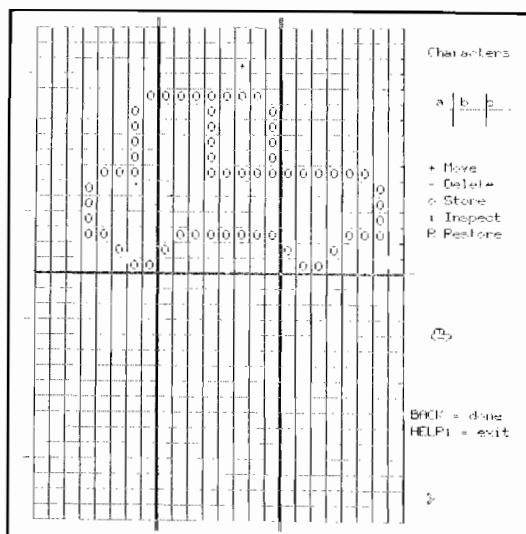 Characters
a b c
+ Move
- Delete
o Store
i Inspect
R Restore
BACK = done
HELP1 = exit
>